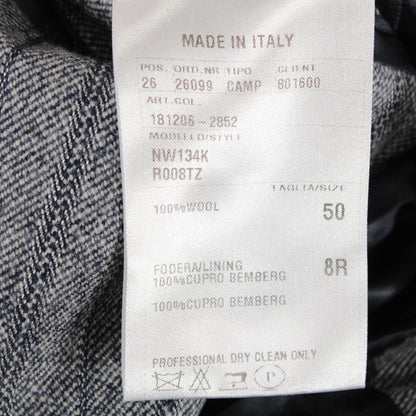 MADE IN ITALY
POS. ORD.NR TIPO CLIENT
26 26099 CAMP 801600
ART.COL.
181206-2852
MODELLO/STYLE
NW134K
R008TZ
TAGLIA/SIZE
100%WOOL 50
FODERA/LINING 8R
100%CUPRO BEMBERG
100%CUPRO BEMBERG
PROFESSIONAL DRY CLEAN ONLY
P